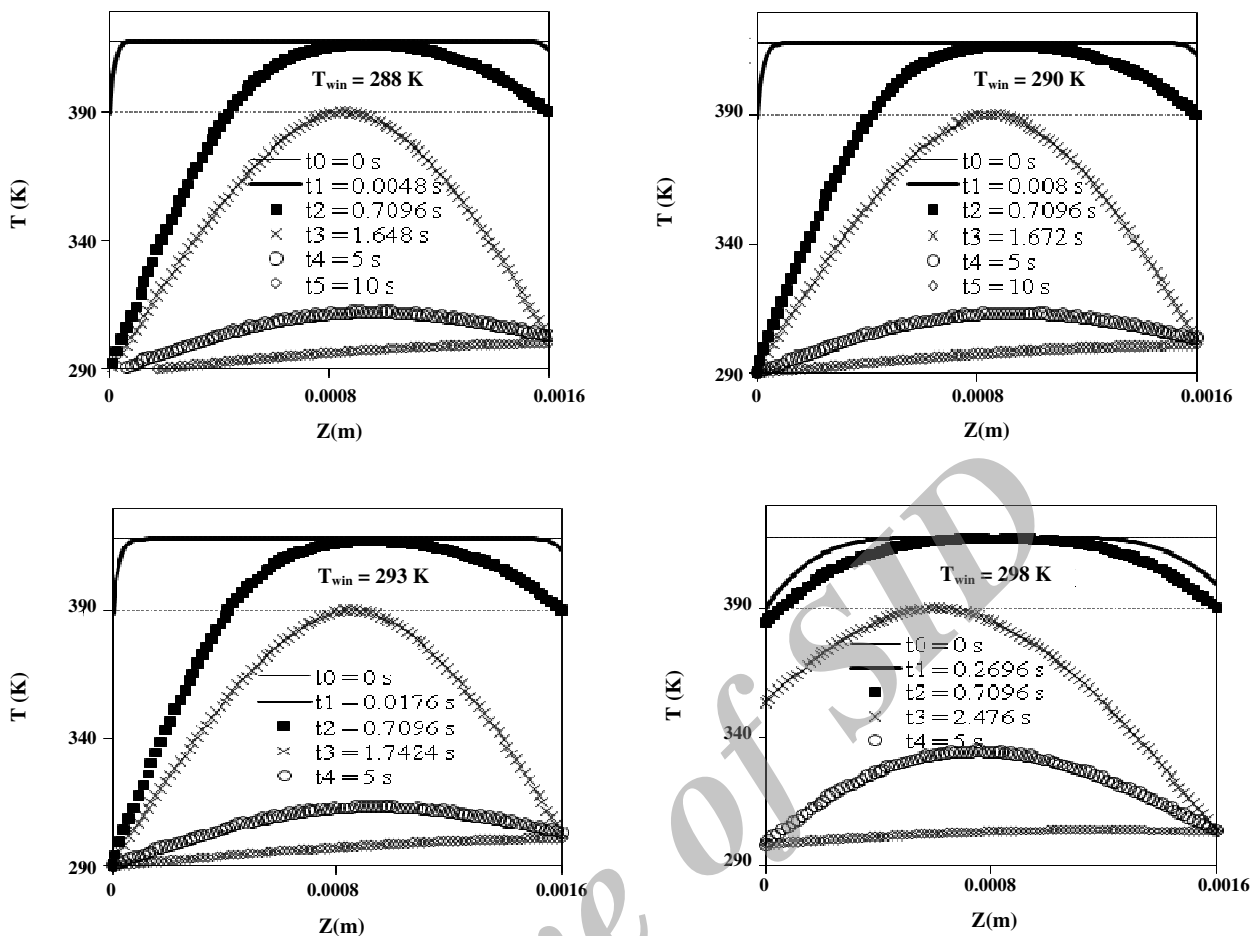 T_win = 288 K
390
340
290
T (K)
t0 = 0 s
t1 = 0.0048 s
t2 = 0.7096 s
t3 = 1.648 s
t4 = 5 s
t5 = 10 s
0
0.0008
0.0016
Z(m)
T_win = 290 K
390
340
290
T (K)
t0 = 0 s
t1 = 0.008 s
t2 = 0.7096 s
t3 = 1.672 s
t4 = 5 s
t5 = 10 s
0
0.0008
0.0016
Z(m)
T_win = 293 K
390
340
290
T (K)
t0 = 0 s
t1 – 0.0176 s
t2 – 0.7096 s
t3 = 1.7424 s
t4 = 5 s
0
0.0008
0.0016
Z(m)
T_win = 298 K
390
340
290
T (K)
t0 = 0 s
t1 = 0.2696 s
t2 = 0.7096 s
t3 = 2.476 s
t4 = 5 s
0
0.0008
0.0016
Z(m)
e of SID